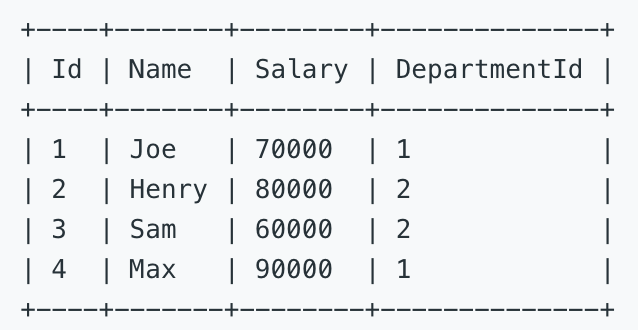 +----+-------+--------+--------------+
| Id | Name  | Salary | DepartmentId |
+----+-------+--------+--------------+
| 1  | Joe   | 70000  | 1            |
| 2  | Henry | 80000  | 2            |
| 3  | Sam   | 60000  | 2            |
| 4  | Max   | 90000  | 1            |
+----+-------+--------+--------------+